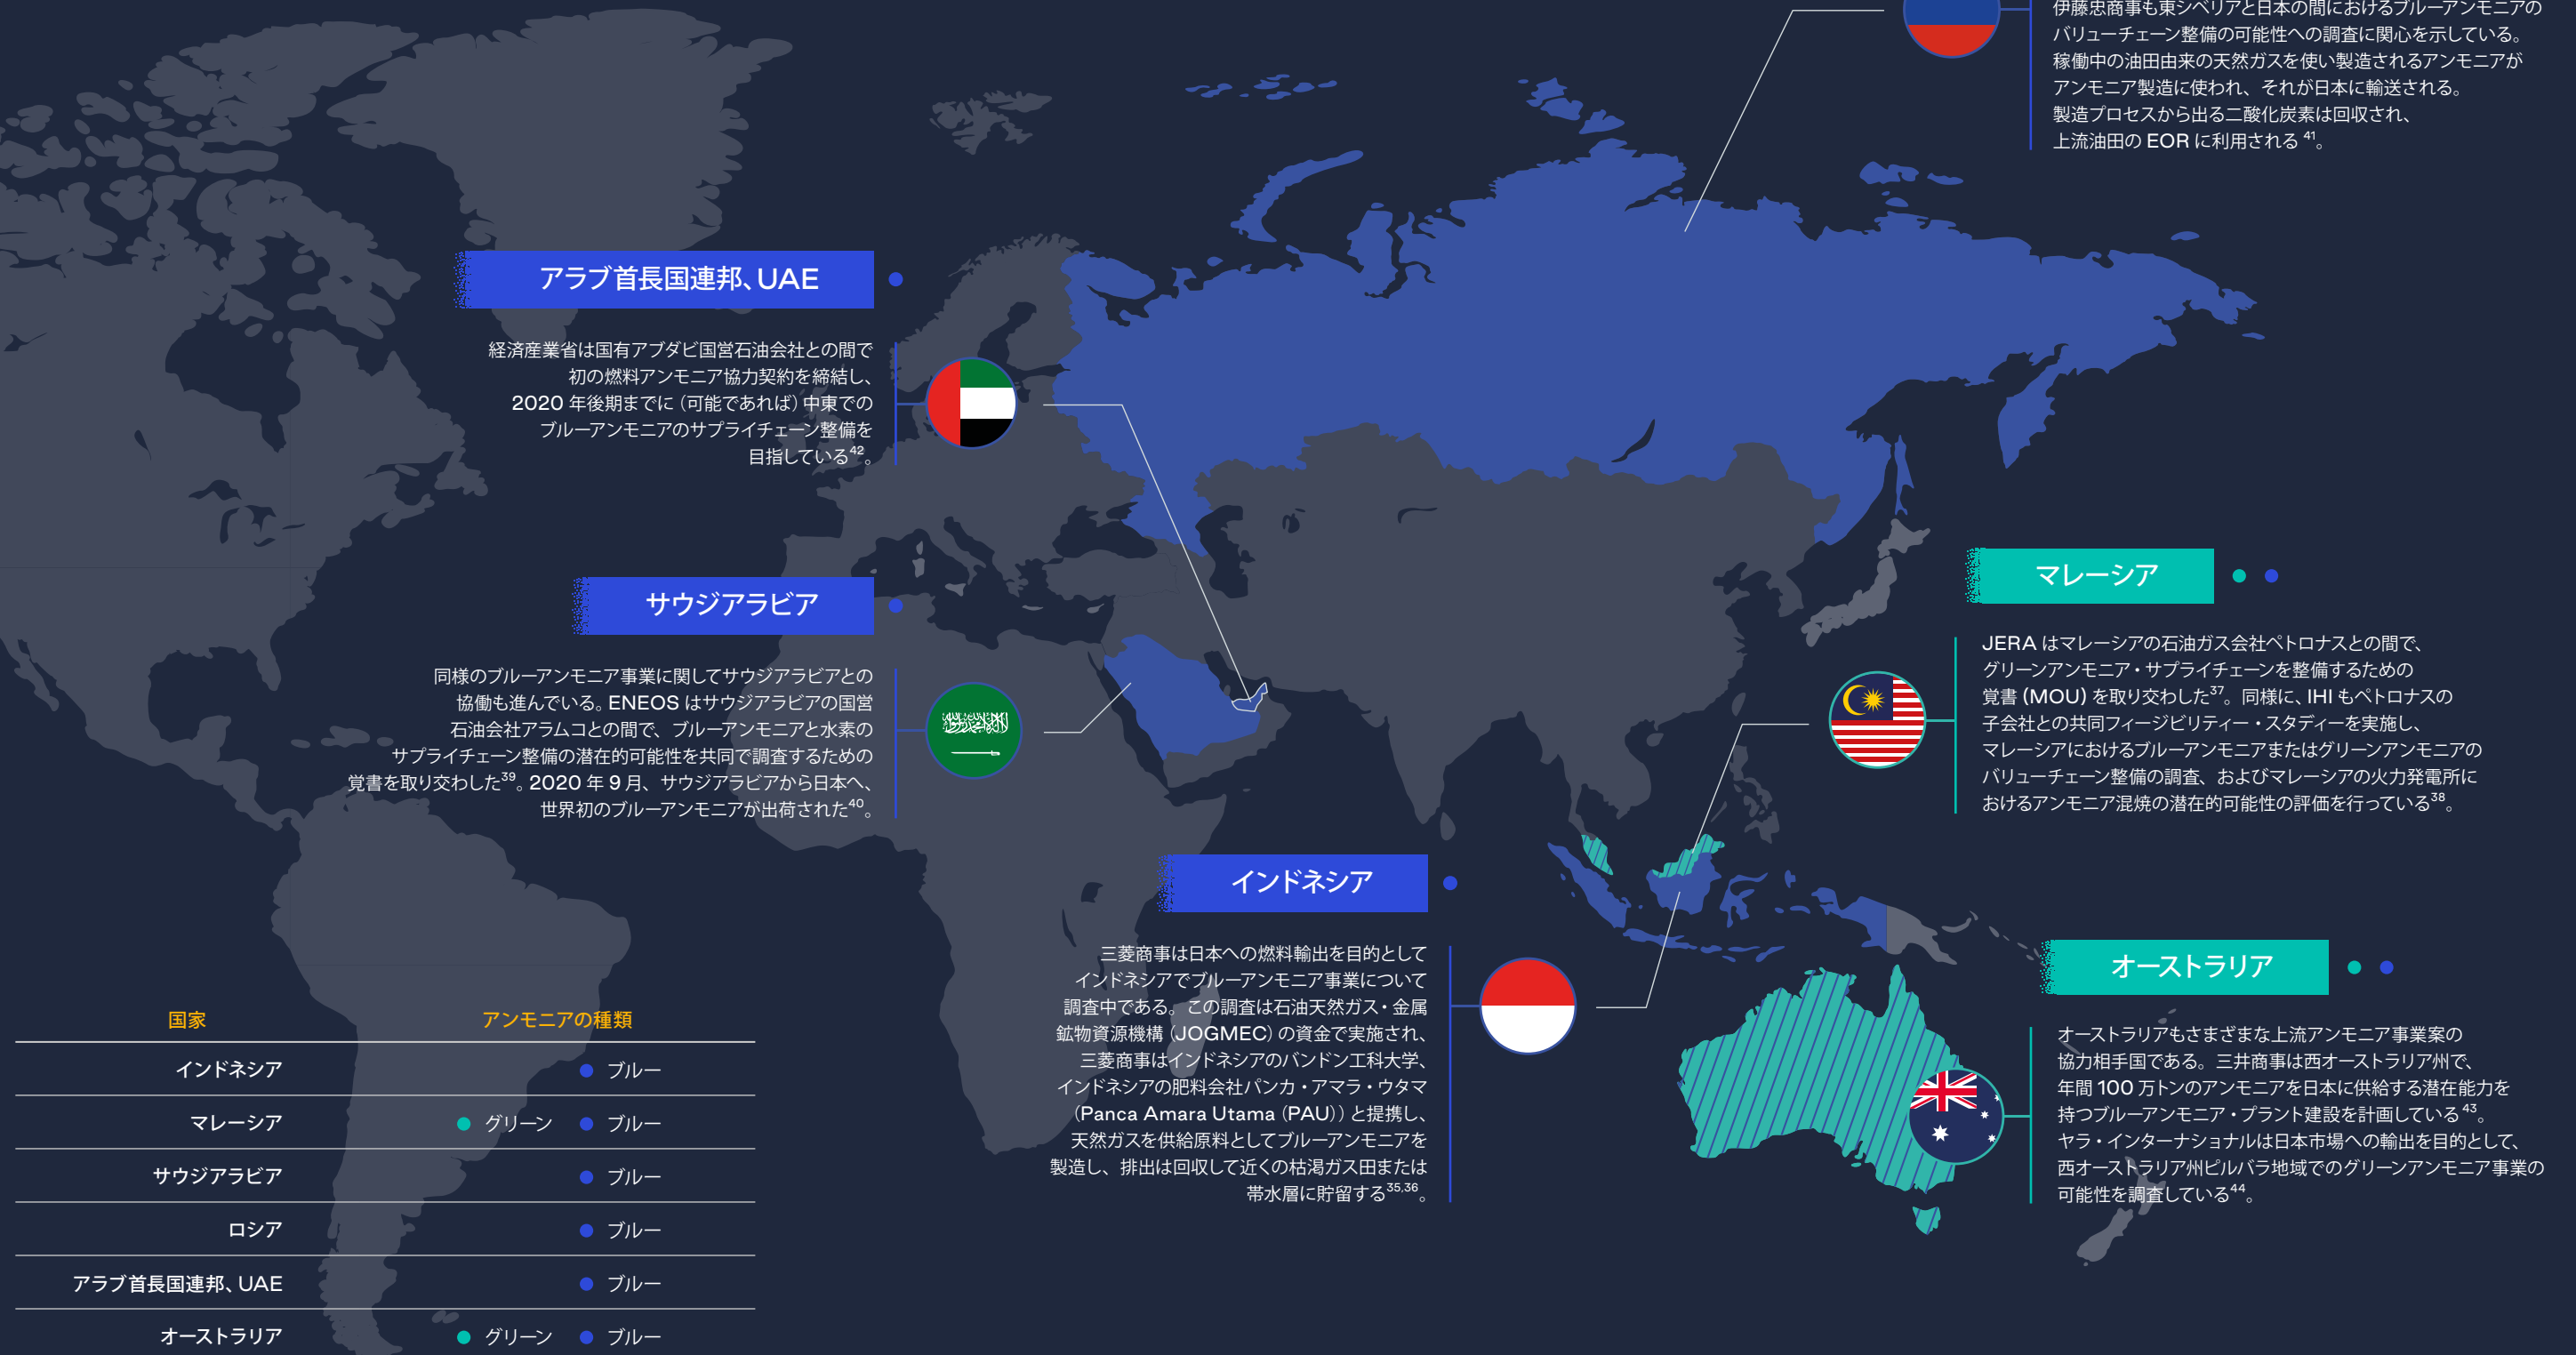 伊藤忠商事も東シベリアと日本の間におけるブルーアンモニアの
バリューチェーン整備の可能性への調査に関心を示している。
稼働中の油田由来の天然ガスを使い製造されるアンモニアが
アンモニア製造に使われ、それが日本に輸送される。
製造プロセスから出る二酸化炭素は回収され、
上流油田の EOR に利用される 41。
アラブ首長国連邦、UAE
経済産業省は国有アブダビ国営石油会社との間で
初の燃料アンモニア協力契約を締結し、
2020 年後期までに（可能であれば）中東での
ブルーアンモニアのサプライチェーン整備を
目指している42。
サウジアラビア
同様のブルーアンモニア事業に関してサウジアラビアとの
協働も進んでいる。ENEOS はサウジアラビアの国営
石油会社アラムコとの間で、ブルーアンモニアと水素の
サプライチェーン整備の潜在的可能性を共同で調査するための
覚書を取り交わした39。2020 年 9 月、サウジアラビアから日本へ、
世界初のブルーアンモニアが出荷された40。
マレーシア
JERA はマレーシアの石油ガス会社ペトロナスとの間で、
グリーンアンモニア・サプライチェーンを整備するための
覚書 (MOU) を取り交わした37。同様に、IHI もペトロナスの
子会社との共同フィージビリティー・スタディーを実施し、
マレーシアにおけるブルーアンモニアまたはグリーンアンモニアの
バリューチェーン整備の調査、およびマレーシアの火力発電所に
おけるアンモニア混焼の潜在的可能性の評価を行っている38。
インドネシア
三菱商事は日本への燃料輸出を目的として
インドネシアでブルーアンモニア事業について
調査中である。この調査は石油天然ガス・金属
鉱物資源機構（JOGMEC）の資金で実施され、
三菱商事はインドネシアのバンドン工科大学、
インドネシアの肥料会社パンカ・アマラ・ウタマ
（Panca Amara Utama（PAU））と提携し、
天然ガスを供給原料としてブルーアンモニアを
製造し、排出は回収して近くの枯渇ガス田または
帯水層に貯留する35,36。
オーストラリア
オーストラリアもさまざまな上流アンモニア事業案の
協力相手国である。三井商事は西オーストラリア州で、
年間 100 万トンのアンモニアを日本に供給する潜在能力を
持つブルーアンモニア・プラント建設を計画している 43。
ヤラ・インターナショナルは日本市場への輸出を目的として、
西オーストラリア州ピルバラ地域でのグリーンアンモニア事業の
可能性を調査している44。
国家 アンモニアの種類
インドネシア ブルー
マレーシア グリーン ブルー
サウジアラビア ブルー
ロシア ブルー
アラブ首長国連邦、UAE ブルー
オーストラリア グリーン ブルー